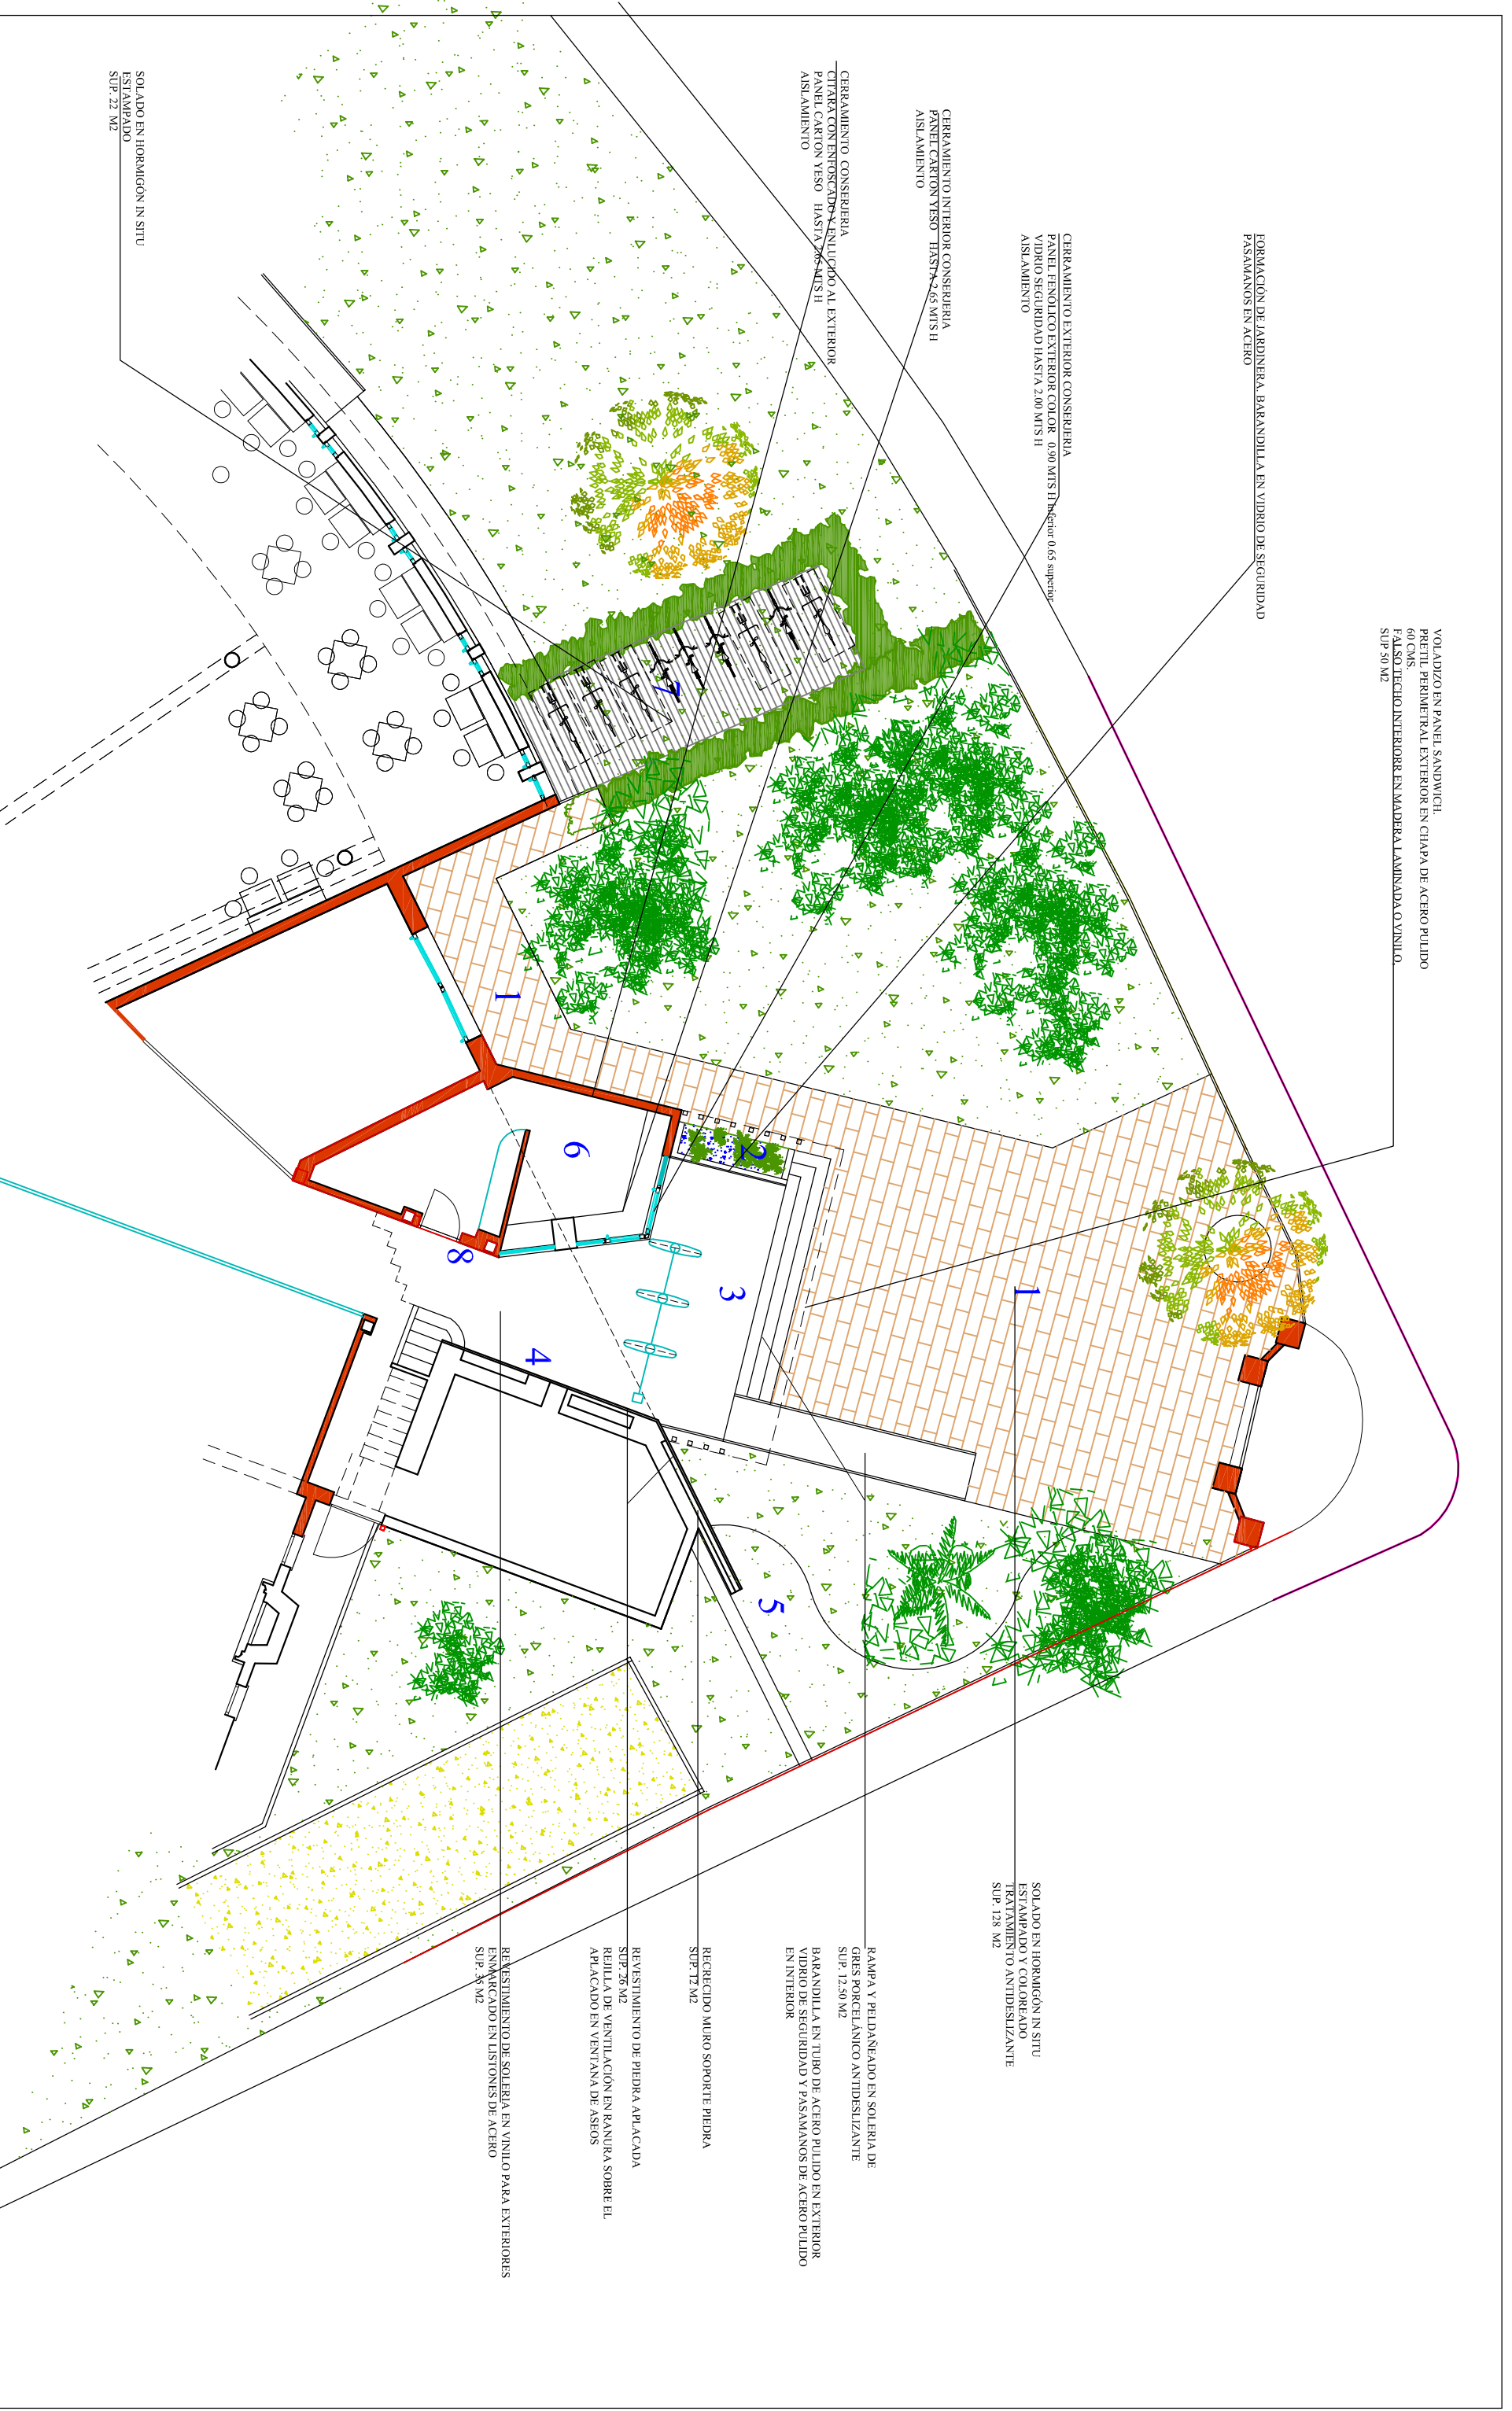 VOLADIZO EN PANEL SANDWICH.
PRETIL PERIMETRAL EXTERIOR EN CHAPA DE ACERO PULIDO
60 CMS.
FALSO TECHO INTERIORR EN MADERA LAMINADA O VINILO.
SUP 50 M2
FORMACIÓN DE JARDINERA. BARANDILLA EN VIDRIO DE SEGURIDAD
PASAMANOS EN ACERO
CERRAMIENTO EXTERIOR CONSERJERIA
PANEL FENOLICO EXTERIOR COLOR 0.90 MTS H inferior 0.65 superior
VIDRIO SEGURIDAD HASTA 2.00 MTS H
AISLAMIENTO
CERRAMIENTO INTERIOR CONSERJERIA
PANEL CARTON YESO HASTA 2.65 MTS H
AISLAMIENTO
CERRAMIENTO CONSERJERIA
CITARA CON ENFOSCADO Y ENLUCIDO AL EXTERIOR
PANEL CARTON YESO HASTA 2.65 MTS H
AISLAMIENTO
SOLADO EN HORMIGÓN IN SITU
ESTAMPADO
SUP. 22 M2
SOLADO EN HORMIGÓN IN SITU
ESTAMPADO Y COLOREADO
TRATAMIENTO ANTIDESLIZANTE
SUP. 128 M2
RAMPA Y PELDAÑEADO EN SOLERIA DE
GRES PORCELÁNICO ANTIDESLIZANTE
SUP. 12.50 M2
BARANDILLA EN TUBO DE ACERO PULIDO EN EXTERIOR
VIDRIO DE SEGURIDAD Y PASAMANOS DE ACERO PULIDO
EN INTERIOR
RECRECIDO MURO SOPORTE PIEDRA
SUP. 12 M2
REVESTIMIENTO DE PIEDRA APLACADA
SUP. 26 M2
REJILLA DE VENTILACIÓN EN RANURA SOBRE EL
APLACADO EN VENTANA DE ASEOS
REVESTIMIENTO DE SOLERIA EN VINILO PARA EXTERIORES
ENMARCADO EN LISTONES DE ACERO
SUP. 35 M2
1
2
3
5
7
6
1
4
8